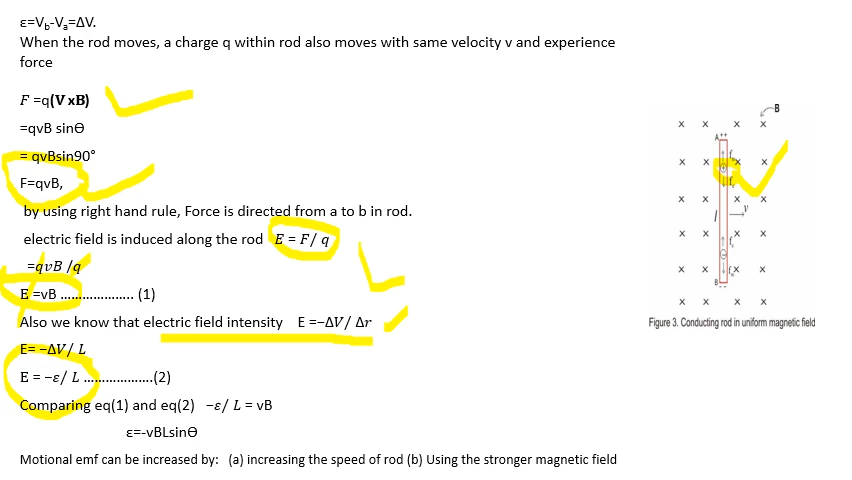 ε=Vb-Va=ΔV.
When the rod moves, a charge q within rod also moves with same velocity v and experience
force
F =q(V xB)
=qvB sinΘ
= qvBsin90°
F=qvB,
by using right hand rule, Force is directed from a to b in rod.
electric field is induced along the rod E = F/ q
=qvB /q
E =vB .................... (1)
Also we know that electric field intensity E =−ΔV/ Δr
E= −ΔV/ L
E = −ε/ L ...................(2)
Comparing eq(1) and eq(2) −ε/ L = vB
ε=-vBLsinΘ
Motional emf can be increased by: (a) increasing the speed of rod (b) Using the stronger magnetic field
B
x x x x
A++
x x x x
x x x x
l v
x x x x
x x x x
B--
x x x x
Figure 3. Conducting rod in uniform magnetic field